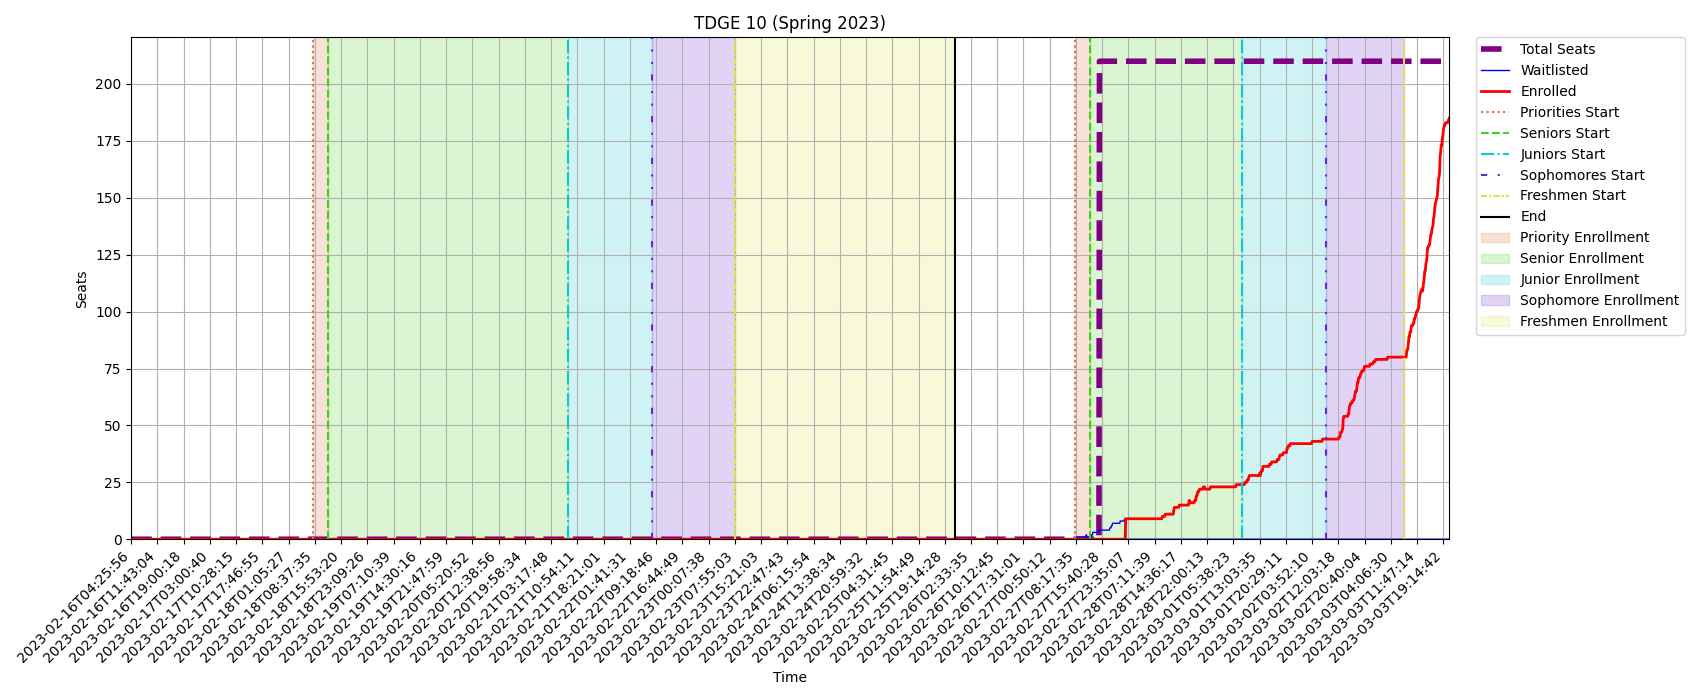 TDGE 10 (Spring 2023)
Seats
200
175
150
125
100
75
50
25
0
2023-02-16T04:25:56
2023-02-16T11:43:04
2023-02-16T19:00:18
2023-02-17T03:00:40
2023-02-17T10:28:15
2023-02-17T17:46:55
2023-02-18T01:05:27
2023-02-18T08:37:35
2023-02-18T15:53:20
2023-02-18T23:09:26
2023-02-19T07:10:39
2023-02-19T14:30:16
2023-02-19T21:47:59
2023-02-20T05:20:52
2023-02-20T12:38:56
2023-02-20T19:58:34
2023-02-21T03:17:48
2023-02-21T10:54:11
2023-02-21T18:21:01
2023-02-22T01:41:31
2023-02-22T09:18:46
2023-02-22T16:44:49
2023-02-23T00:07:38
2023-02-23T07:55:03
2023-02-23T15:21:03
2023-02-23T22:47:43
2023-02-24T06:15:54
2023-02-24T13:38:34
2023-02-24T20:59:32
2023-02-25T04:31:45
2023-02-25T11:54:49
2023-02-25T19:14:28
2023-02-26T02:33:35
2023-02-26T10:12:45
2023-02-26T17:31:01
2023-02-27T00:50:12
2023-02-27T08:17:35
2023-02-27T15:40:28
2023-02-27T23:35:07
2023-02-28T07:11:39
2023-02-28T14:36:17
2023-02-28T22:00:13
2023-03-01T05:38:23
2023-03-01T13:03:35
2023-03-01T20:29:11
2023-03-02T03:52:10
2023-03-02T12:03:18
2023-03-02T20:40:04
2023-03-03T04:06:30
2023-03-03T11:47:14
2023-03-03T19:14:42
Time
Total Seats
Waitlisted
Enrolled
Priorities Start
Seniors Start
Juniors Start
Sophomores Start
Freshmen Start
End
Priority Enrollment
Senior Enrollment
Junior Enrollment
Sophomore Enrollment
Freshmen Enrollment